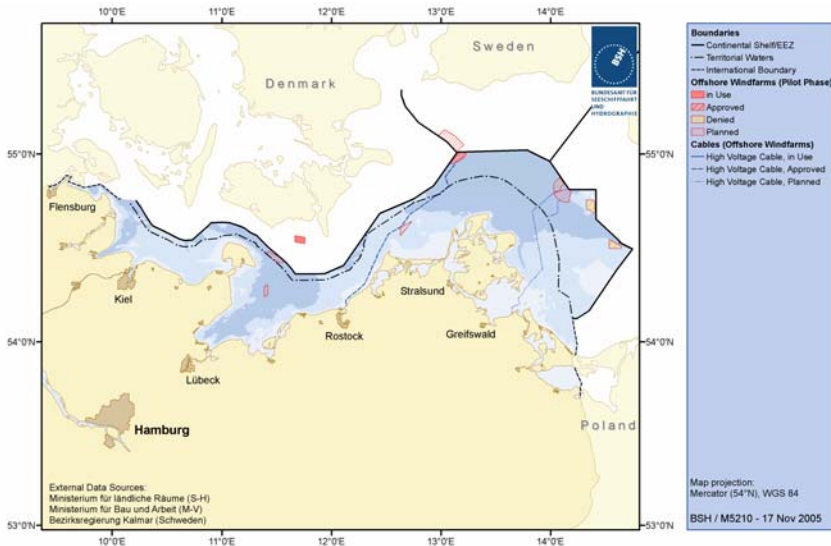 Sweden
Denmark
BSH
BUNDESAMT FÜR
SEESCHIFFFAHRT
UND
HYDROGRAPHIE
55°0'N
55°0'N
Flensburg
Kiel
Stralsund
Rostock
Greifswald
54°0'N
54°0'N
Lübeck
Hamburg
Poland
External Data Sources:
Ministerium für ländliche Räume (S-H)
Ministerium für Bau und Arbeit (M-V)
Bezirksregierung Kalmar (Schweden)
53°0'N
53°0'N
10°0'E
11°0'E
12°0'E
13°0'E
14°0'E
10°0'E
11°0'E
12°0'E
13°0'E
14°0'E
Boundaries
Continental Shelf/EEZ
Territorial Waters
International Boundary
Offshore Windfarms (Pilot Phase)
in Use
Approved
Denied
Planned
Cables (Offshore Windfarms)
High Voltage Cable, in Use
High Voltage Cable, Approved
High Voltage Cable, Planned
Map projection:
Mercator (54°N), WGS 84
BSH / M5210 - 17 Nov 2005